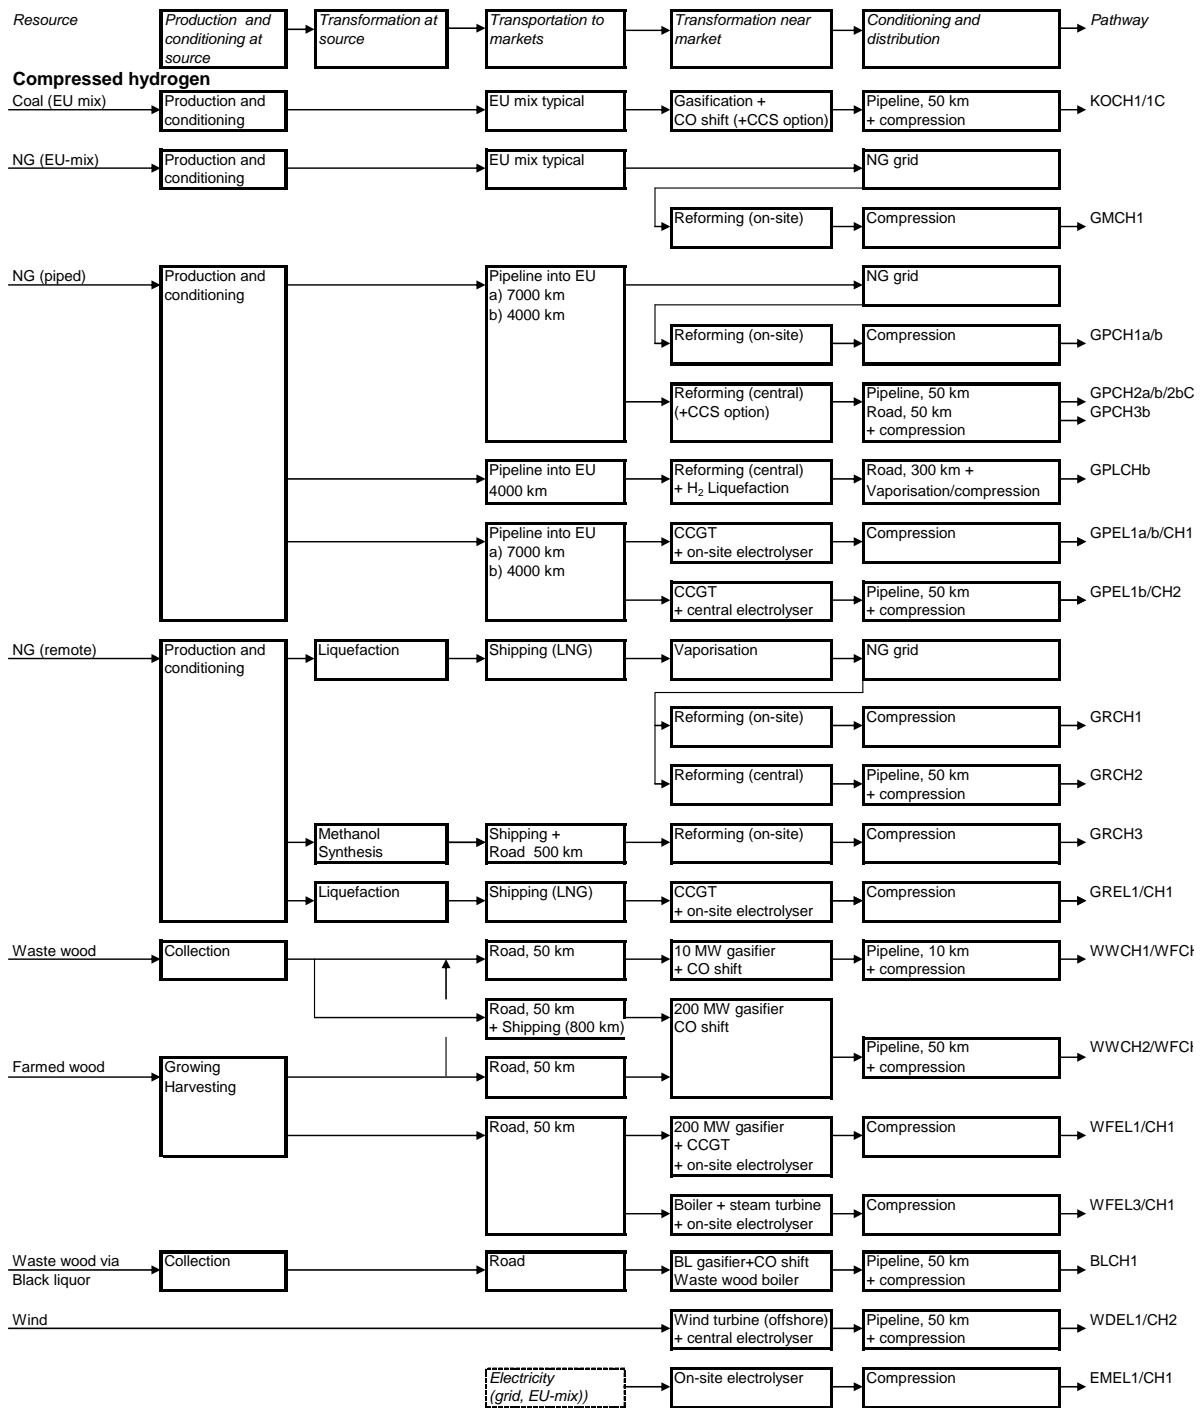 Resource
Production and
conditioning at
source
Transformation at
source
Transportation to
markets
Transformation near
market
Conditioning and
distribution
Pathway
Compressed hydrogen
Coal (EU mix)
Production and
conditioning
EU mix typical
Gasification +
CO shift (+CCS option)
Pipeline, 50 km
+ compression
KOCH1/1C
NG (EU-mix)
Production and
conditioning
EU mix typical
NG grid
Reforming (on-site)
Compression
GMCH1
NG (piped)
Production and
conditioning
Pipeline into EU
a) 7000 km
b) 4000 km
NG grid
Reforming (on-site)
Compression
GPCH1a/b
Reforming (central)
(+CCS option)
Pipeline, 50 km
Road, 50 km
+ compression
GPCH2a/b/2bC
GPCH3b
Pipeline into EU
4000 km
Reforming (central)
+ H₂ Liquefaction
Road, 300 km +
Vaporisation/compression
GPLCHb
Pipeline into EU
a) 7000 km
b) 4000 km
CCGT
+ on-site electrolyser
Compression
GPEL1a/b/CH1
CCGT
+ central electrolyser
Pipeline, 50 km
+ compression
GPEL1b/CH2
NG (remote)
Production and
conditioning
Liquefaction
Shipping (LNG)
Vaporisation
NG grid
Reforming (on-site)
Compression
GRCH1
Reforming (central)
Pipeline, 50 km
+ compression
GRCH2
Methanol
Synthesis
Shipping +
Road 500 km
Reforming (on-site)
Compression
GRCH3
Liquefaction
Shipping (LNG)
CCGT
+ on-site electrolyser
Compression
GREL1/CH1
Waste wood
Collection
Road, 50 km
10 MW gasifier
+ CO shift
Pipeline, 10 km
+ compression
WWCH1/WFCH
Road, 50 km
+ Shipping (800 km)
200 MW gasifier
CO shift
Pipeline, 50 km
+ compression
WWCH2/WFCH
Farmed wood
Growing
Harvesting
Road, 50 km
Road, 50 km
200 MW gasifier
+ CCGT
+ on-site electrolyser
Compression
WFEL1/CH1
Boiler + steam turbine
+ on-site electrolyser
Compression
WFEL3/CH1
Waste wood via
Black liquor
Collection
Road
BL gasifier+CO shift
Waste wood boiler
Pipeline, 50 km
+ compression
BLCH1
Wind
Wind turbine (offshore)
+ central electrolyser
Pipeline, 50 km
+ compression
WDEL1/CH2
Electricity
(grid, EU-mix))
On-site electrolyser
Compression
EMEL1/CH1